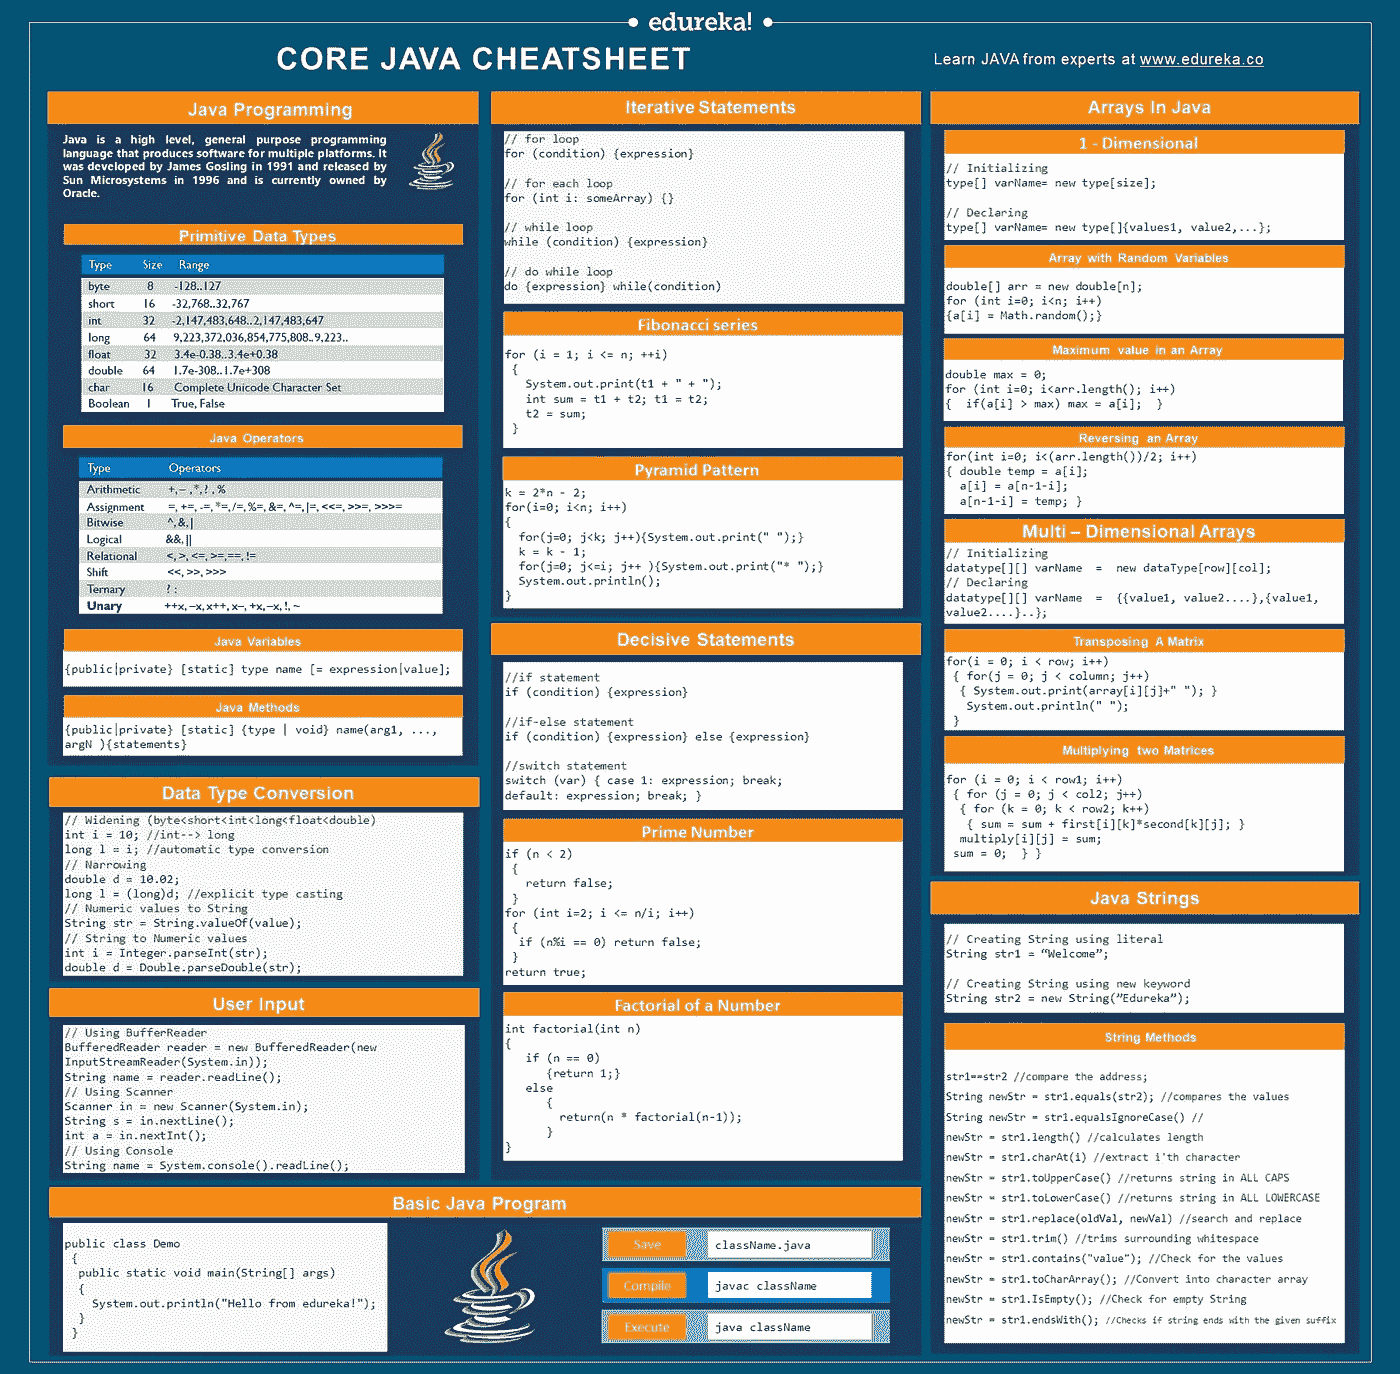 edureka!
CORE JAVA CHEATSHEET
Learn JAVA from experts at www.edureka.co
Java Programming
Java is a high level, general purpose programming
language that produces software for multiple platforms. It
was developed by James Gosling in 1991 and released by
Sun Microsystems in 1996 and is currently owned by
Oracle.
Primitive Data Types
Type Size Range
byte 8 -128..127
short 16 -32,768..32,767
int 32 -2,147,483,648..2,147,483,647
long 64 9,223,372,036,854,775,808..9,223..
float 32 3.4e-0.38..3.4e+0.38
double 64 1.7e-308..1.7e+308
char 16 Complete Unicode Character Set
Boolean 1 True, False
Java Operators
Type Operators
Arithmetic +, – , *, ? , %
Assignment =, +=, -=, *=, /=, %=, &=, ^=, |=, <<=, >>=, >>>=
Bitwise ^, &, |
Logical &&, ||
Relational <, >, <=, >=,==, !=
Shift <<, >>, >>>
Ternary ? :
Unary ++x, –x, x++, x–, +x, –x, !, ~
Java Variables
{public|private} [static] type name [= expression|value];
Java Methods
{public|private} [static] {type | void} name(arg1, ...,
argN ){statements}
Data Type Conversion
// Widening (byte<short<int<long<float<double)
int i = 10; //int--> long
long l = i; //automatic type conversion
// Narrowing
double d = 10.02;
long l = (long)d; //explicit type casting
// Numeric values to String
String str = String.valueOf(value);
// String to Numeric values
int i = Integer.parseInt(str);
double d = Double.parseDouble(str);
User Input
// Using BufferReader
BufferedReader reader = new BufferedReader(new
InputStreamReader(System.in));
String name = reader.readLine();
// Using Scanner
Scanner in = new Scanner(System.in);
String s = in.nextLine();
int a = in.nextInt();
// Using Console
String name = System.console().readLine();
Iterative Statements
// for loop
for (condition) {expression}
// for each loop
for (int i: someArray) {}
// while loop
while (condition) {expression}
// do while loop
do {expression} while(condition)
Fibonacci series
for (i = 1; i <= n; ++i)
{
System.out.print(t1 + " + ");
int sum = t1 + t2; t1 = t2;
t2 = sum;
}
Pyramid Pattern
k = 2*n - 2;
for(i=0; i<n; i++)
{
for(j=0; j<k; j++){System.out.print(" ");}
k = k - 1;
for(j=0; j<=i; j++ ){System.out.print("* ");}
System.out.println();
}
Decisive Statements
//if statement
if (condition) {expression}
//if-else statement
if (condition) {expression} else {expression}
//switch statement
switch (var) { case 1: expression; break;
default: expression; break; }
Prime Number
if (n < 2)
{
return false;
}
for (int i=2; i <= n/i; i++)
{
if (n%i == 0) return false;
}
return true;
Factorial of a Number
int factorial(int n)
{
if (n == 0)
{return 1;}
else
{
return(n * factorial(n-1));
}
}
Basic Java Program
public class Demo
{
public static void main(String[] args)
{
System.out.println("Hello from edureka!");
}
}
Save className.java
Compile javac className
Execute java className
Arrays In Java
1 - Dimensional
// Initializing
type[] varName= new type[size];
// Declaring
type[] varName= new type[]{values1, value2,...};
Array with Random Variables
double[] arr = new double[n];
for (int i=0; i<n; i++)
{a[i] = Math.random();}
Maximum value in an Array
double max = 0;
for (int i=0; i<arr.length(); i++)
{ if(a[i] > max) max = a[i]; }
Reversing an Array
for(int i=0; i<(arr.length())/2; i++)
{ double temp = a[i];
a[i] = a[n-1-i];
a[n-1-i] = temp; }
Multi – Dimensional Arrays
// Initializing
datatype[][] varName = new dataType[row][col];
// Declaring
datatype[][] varName = {{value1, value2....},{value1,
value2....}..};
Transposing A Matrix
for(i = 0; i < row; i++)
{ for(j = 0; j < column; j++)
{ System.out.print(array[i][j]+" "); }
System.out.println(" ");
}
Multiplying two Matrices
for (i = 0; i < row1; i++)
{ for (j = 0; j < col2; j++)
{ for (k = 0; k < row2; k++)
{ sum = sum + first[i][k]*second[k][j]; }
multiply[i][j] = sum;
sum = 0; } }
Java Strings
// Creating String using literal
String str1 = “Welcome”;
// Creating String using new keyword
String str2 = new String(”Edureka”);
String Methods
str1==str2 //compare the address;
String newStr = str1.equals(str2); //compares the values
String newStr = str1.equalsIgnoreCase() //
newStr = str1.length() //calculates length
newStr = str1.charAt(i) //extract i'th character
newStr = str1.toUpperCase() //returns string in ALL CAPS
newStr = str1.toLowerCase() //returns string in ALL LOWERCASE
newStr = str1.replace(oldVal, newVal) //search and replace
newStr = str1.trim() //trims surrounding whitespace
newStr = str1.contains("value"); //Check for the values
newStr = str1.toCharArray(); //Convert into character array
newStr = str1.IsEmpty(); //Check for empty String
newStr = str1.endsWith(); //Checks if string ends with the given suffix